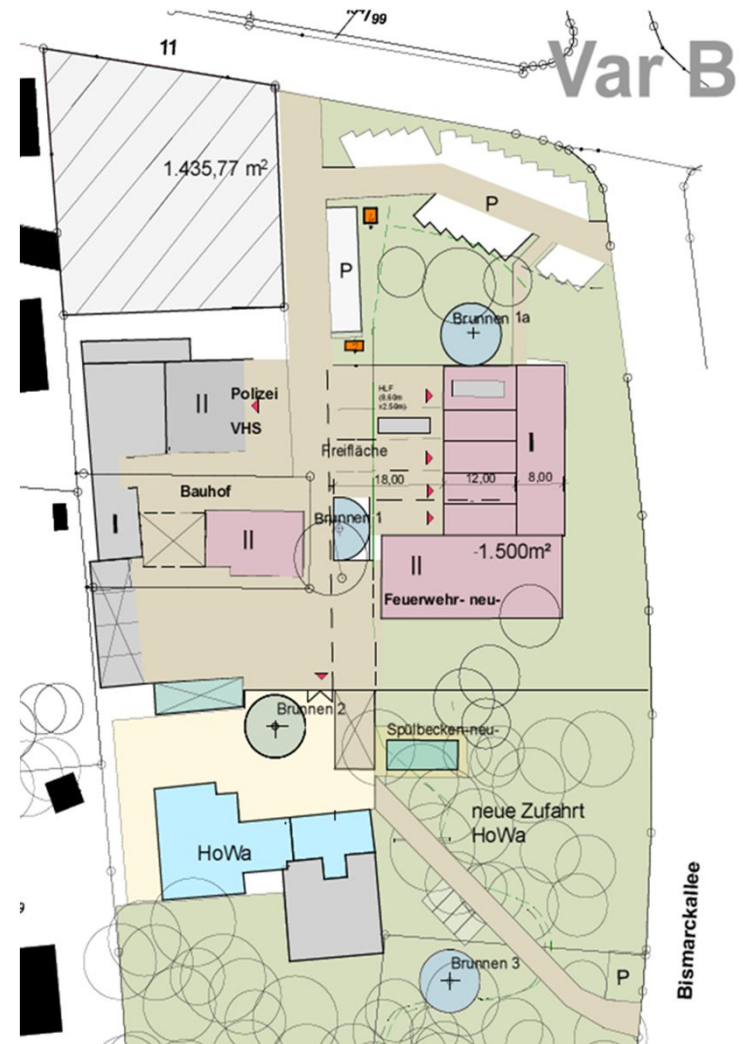 11
Var B
1.435,77 m²
P
P
Brunnen 1a
II
Polizei
VHS
HLF
(8.60m
x2.50m)
I
Freifläche
18,00
12,00
8,00
Bauhof
Brunnen 1
I
II
II
-1.500m²
Feuerwehr- neu-
Brunnen 2
Spülbecken-neu-
neue Zufahrt
HoWa
HoWa
Bismarckallee
Brunnen 3
P